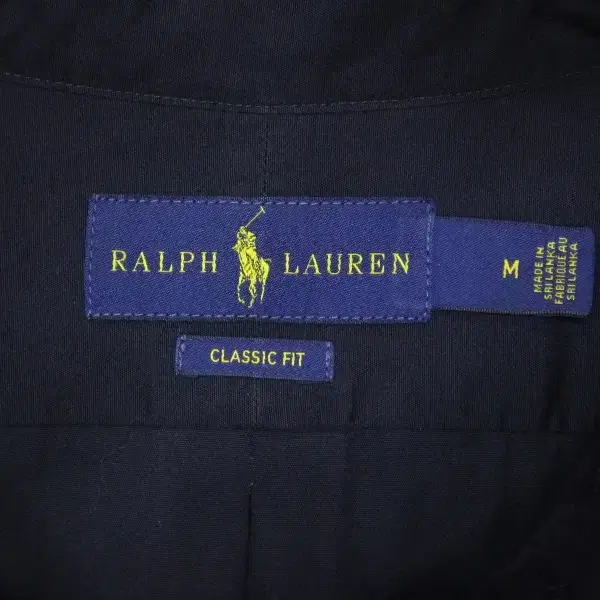 RALPH LAUREN
M
MADE IN
SRI LANKA
FABRIQUÉ AU
SRI LANKA
CLASSIC FIT